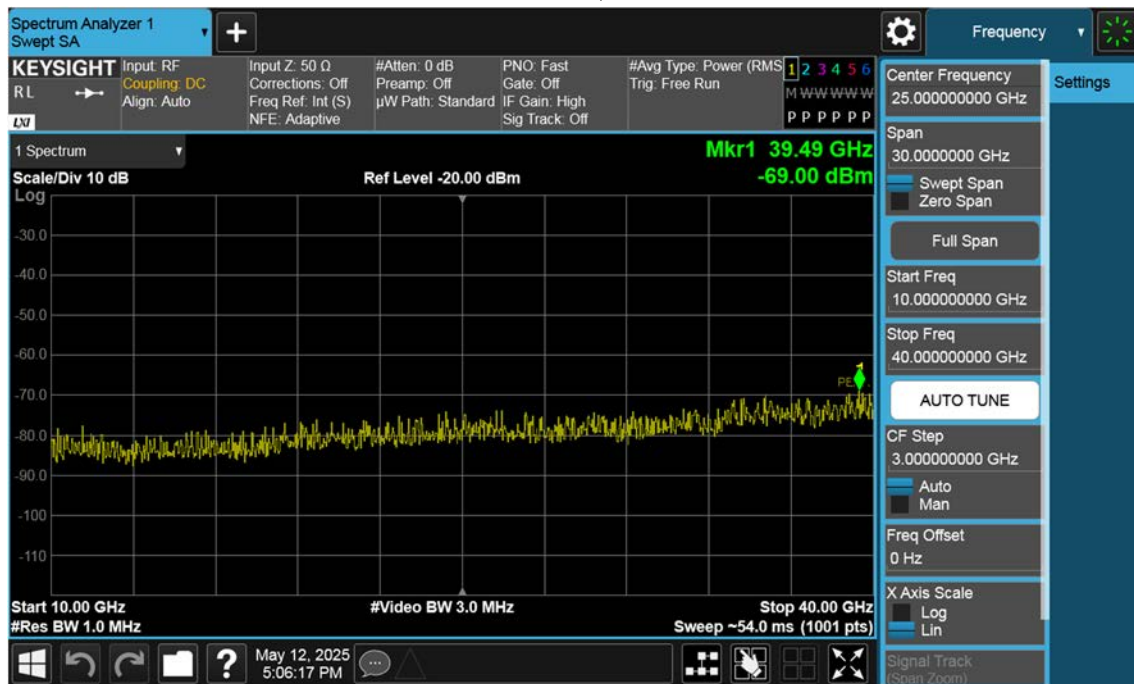 Spectrum Analyzer 1
Swept SA
Frequency
KEYSIGHT
RL
LXI
Input: RF
Coupling: DC
Align: Auto
Input Z: 50 Ω
Corrections: Off
Freq Ref: Int (S)
NFE: Adaptive
#Atten: 0 dB
Preamp: Off
µW Path: Standard
PNO: Fast
Gate: Off
IF Gain: High
Sig Track: Off
#Avg Type: Power (RMS
Trig: Free Run
1 2 3 4 5 6
M W W W W W
P P P P P P
1 Spectrum
Scale/Div 10 dB
Ref Level -20.00 dBm
Mkr1 39.49 GHz
-69.00 dBm
Log
-30.0
-40.0
-50.0
-60.0
-70.0
-80.0
-90.0
-100
-110
1
Start 10.00 GHz
#Video BW 3.0 MHz
Stop 40.00 GHz
#Res BW 1.0 MHz
Sweep ~54.0 ms (1001 pts)
?
May 12, 2025
5:06:17 PM
Center Frequency
25.000000000 GHz
Span
30.0000000 GHz
Swept Span
Zero Span
Full Span
Start Freq
10.000000000 GHz
Stop Freq
40.000000000 GHz
AUTO TUNE
CF Step
3.000000000 GHz
Auto
Man
Freq Offset
0 Hz
X Axis Scale
Log
Lin
Signal Track
(Span Zoom)
Settings